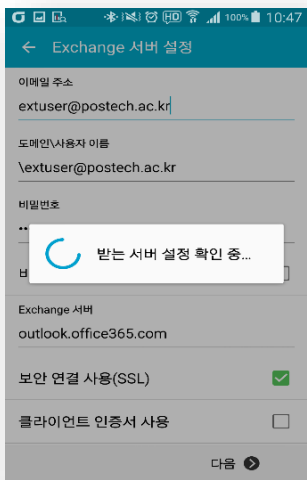 HD 100% 10:47
← Exchange 서버 설정
이메일 주소
extuser@postech.ac.kr
도메인\사용자 이름
\extuser@postech.ac.kr
비밀번호
••
받는 서버 설정 확인 중...
Exchange 서버
outlook.office365.com
보안 연결 사용(SSL)
클라이언트 인증서 사용
다음